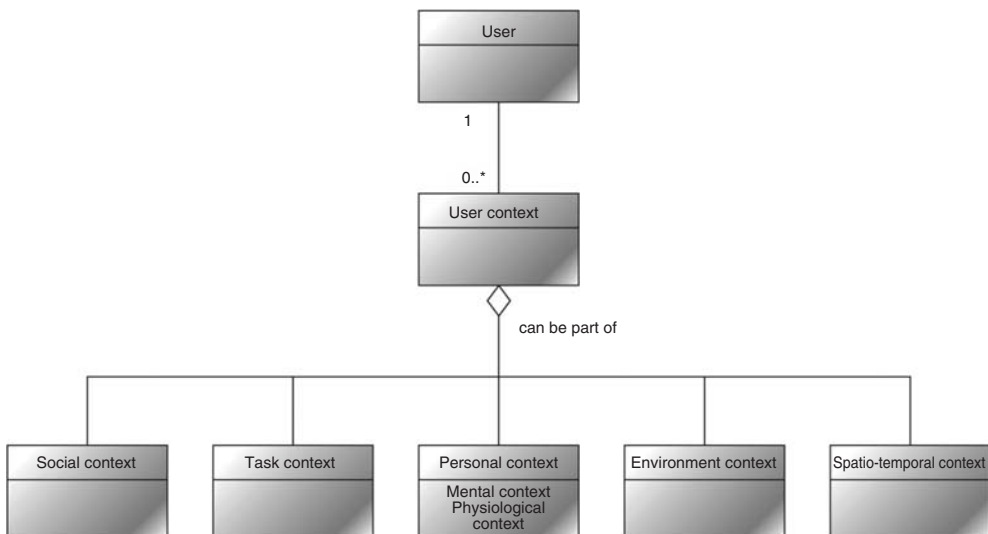 User
1
0..*
User context
can be part of
Social context
Task context
Personal context
Mental context
Physiological
context
Environment context
Spatio-temporal context